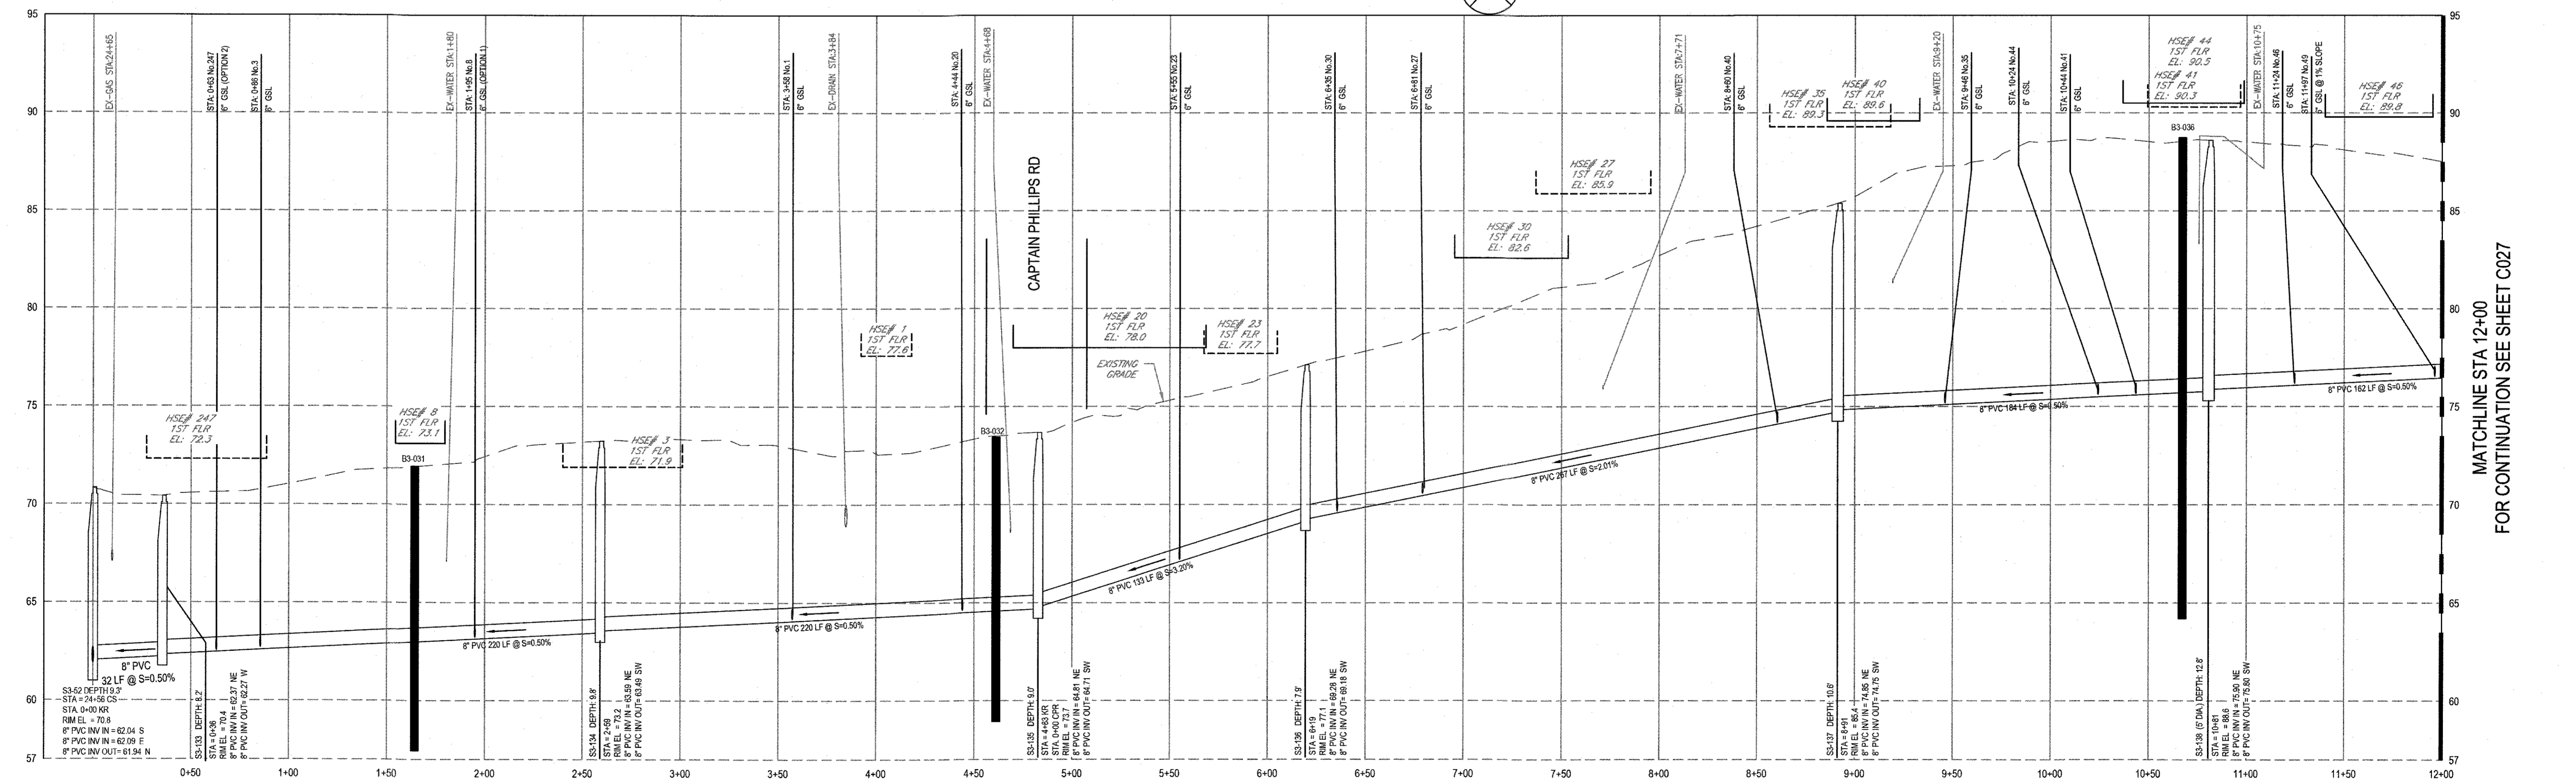 95
90
85
80
75
70
65
60
57
EX-GAS STA:24+65
STA: 0+63 No.247
6" GSL (OPTION 2)
STA: 0+86 No.3
6" GSL
EX-WATER STA:1+80
STA: 1+95 No.8
6" GSL (OPTION 1)
STA: 3+58 No.1
6" GSL
EX-DRAIN STA:3+84
STA: 4+44 No.20
6" GSL
EX-WATER STA:4+68
CAPTAIN PHILLIPS RD
STA: 5+55 No.23
6" GSL
STA: 6+35 No.30
6" GSL
STA: 6+81 No.27
6" GSL
EX-WATER STA:7+71
STA: 8+60 No.40
6" GSL
EX-WATER STA:9+20
STA: 9+46 No.35
6" GSL
STA: 10+24 No.44
6" GSL
STA: 10+44 No.41
6" GSL
EX-WATER STA:10+75
STA: 11+24 No.46
6" GSL
STA: 11+97 No.49
6" GSL @ 1% SLOPE
HSE# 247
1ST FLR
EL: 72.3
HSE# 8
1ST FLR
EL: 73.1
HSE# 3
1ST FLR
EL: 71.9
HSE# 1
1ST FLR
EL: 77.6
HSE# 20
1ST FLR
EL: 78.0
HSE# 23
1ST FLR
EL: 77.7
HSE# 30
1ST FLR
EL: 82.6
HSE# 27
1ST FLR
EL: 85.9
HSE# 35
1ST FLR
EL: 89.3
HSE# 40
1ST FLR
EL: 89.6
HSE# 44
1ST FLR
EL: 90.5
HSE# 41
1ST FLR
EL: 90.3
HSE# 46
1ST FLR
EL: 89.8
EXISTING
GRADE
B3-031
B3-032
B3-036
8" PVC
32 LF @ S=0.50%
8" PVC 220 LF @ S=0.50%
8" PVC 220 LF @ S=0.50%
8" PVC 133 LF @ S=3.20%
8" PVC 267 LF @ S=2.01%
8" PVC 184 LF @ S=0.50%
8" PVC 162 LF @ S=0.50%
S3-52 DEPTH 9.3'
STA = 24+56 CS
STA. 0+00 KR
RIM EL = 70.8
8" PVC INV IN = 62.04 S
8" PVC INV IN = 62.09 E
8" PVC INV OUT= 61.94 N
S3-133 DEPTH: 8.2'
STA = 0+36
RIM EL = 70.4
8" PVC INV IN = 62.37 NE
8" PVC INV OUT= 62.27 W
S3-134 DEPTH: 9.8'
STA = 2+59
RIM EL = 73.2
8" PVC INV IN = 63.59 NE
8" PVC INV OUT= 63.49 SW
S3-135 DEPTH: 9.0'
STA = 4+83 KR
STA. 0+00 CPR
RIM EL = 73.7
8" PVC INV IN = 64.81 NE
8" PVC INV OUT= 64.71 SW
S3-136 DEPTH: 7.9'
STA = 6+19
RIM EL = 77.1
8" PVC INV IN = 69.28 NE
8" PVC INV OUT= 69.18 SW
S3-137 DEPTH: 10.6'
STA = 8+91
RIM EL = 85.4
8" PVC INV IN = 74.85 NE
8" PVC INV OUT= 74.75 SW
S3-138 (5' DIA.) DEPTH: 12.8'
STA = 10+81
RIM EL = 88.6
8" PVC INV IN = 75.90 NE
8" PVC INV OUT= 75.80 SW
95
90
85
80
75
70
65
60
57
MATCHLINE STA 12+00
FOR CONTINUATION SEE SHEET C027
0+50
1+00
1+50
2+00
2+50
3+00
3+50
4+00
4+50
5+00
5+50
6+00
6+50
7+00
7+50
8+00
8+50
9+00
9+50
10+00
10+50
11+00
11+50
12+00